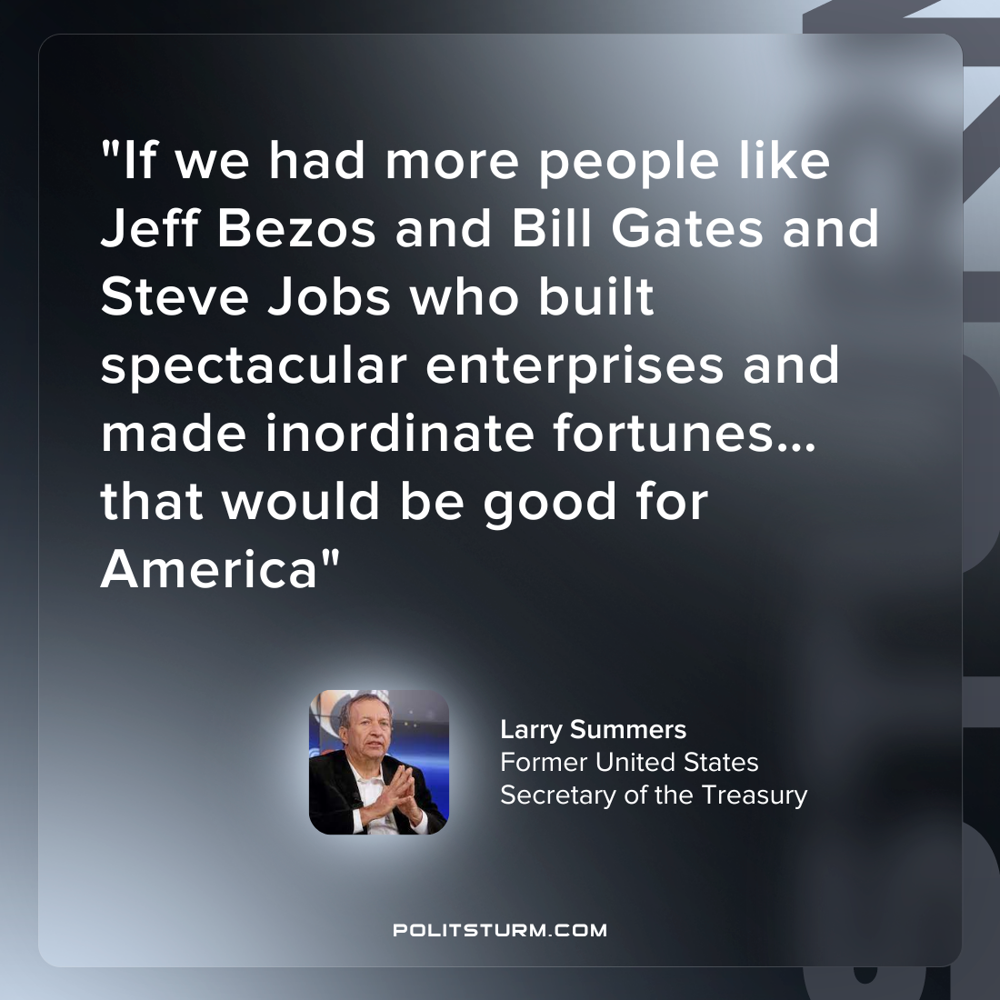 "If we had more people like
Jeff Bezos and Bill Gates and
Steve Jobs who built
spectacular enterprises and
made inordinate fortunes...
that would be good for
America"
Larry Summers
Former United States
Secretary of the Treasury
POLITSTURM.COM